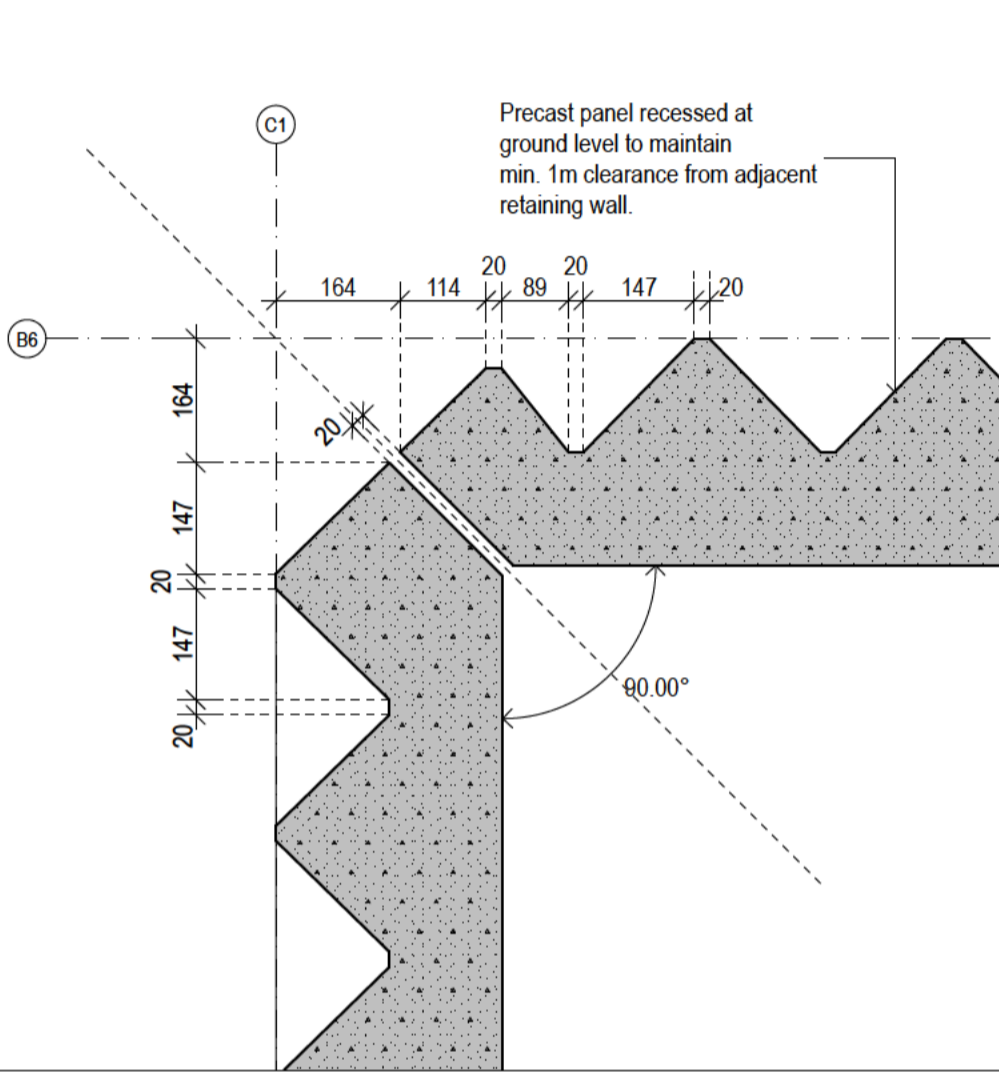 C1
Precast panel recessed at
ground level to maintain
min. 1m clearance from adjacent
retaining wall.
20 20
164 114 89 147 20
B6
164
20
147
20
147
20
90.00°